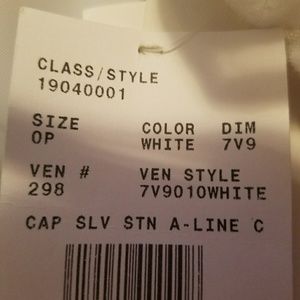 CLASS/STYLE
19040001
SIZE COLOR DIM
0P WHITE 7V9
VEN # VEN STYLE
298 7V9010WHITE
CAP SLV STN A-LINE C